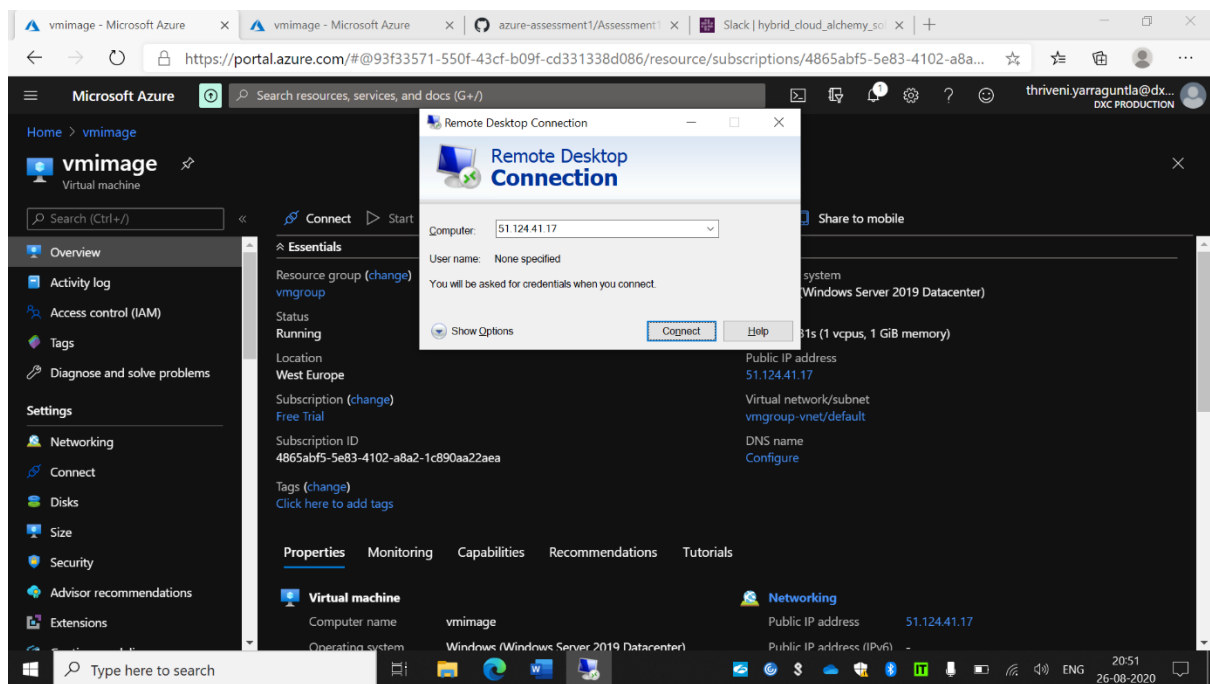 vmimage - Microsoft Azure
vmimage - Microsoft Azure
azure-assessment1/Assessment1
Slack | hybrid_cloud_alchemy_sol
https://portal.azure.com/#@93f33571-550f-43cf-b09f-cd331338d086/resource/subscriptions/4865abf5-5e83-4102-a8a...
Microsoft Azure
Search resources, services, and docs (G+/)
thriveni.yarraguntla@dx...
DXC PRODUCTION
Home > vmimage
vmimage
Virtual machine
Search (Ctrl+/)
«
Overview
Activity log
Access control (IAM)
Tags
Diagnose and solve problems
Settings
Networking
Connect
Disks
Size
Security
Advisor recommendations
Extensions
Connect
Start
Share to mobile
Essentials
Resource group (change)
vmgroup
Status
Running
Location
West Europe
Subscription (change)
Free Trial
Subscription ID
4865abf5-5e83-4102-a8a2-1c890aa22aea
Tags (change)
Click here to add tags
system
(Windows Server 2019 Datacenter)
1s (1 vcpus, 1 GiB memory)
Public IP address
51.124.41.17
Virtual network/subnet
vmgroup-vnet/default
DNS name
Configure
Remote Desktop Connection
Remote Desktop
Connection
Computer: 51.124.41.17
User name: None specified
You will be asked for credentials when you connect.
Show Options
Connect
Help
Properties Monitoring Capabilities Recommendations Tutorials
Virtual machine
Computer name vmimage
Operating system Windows (Windows Server 2019 Datacenter)
Networking
Public IP address 51.124.41.17
Public IP address (IPv6) -
Type here to search
ENG
20:51
26-08-2020